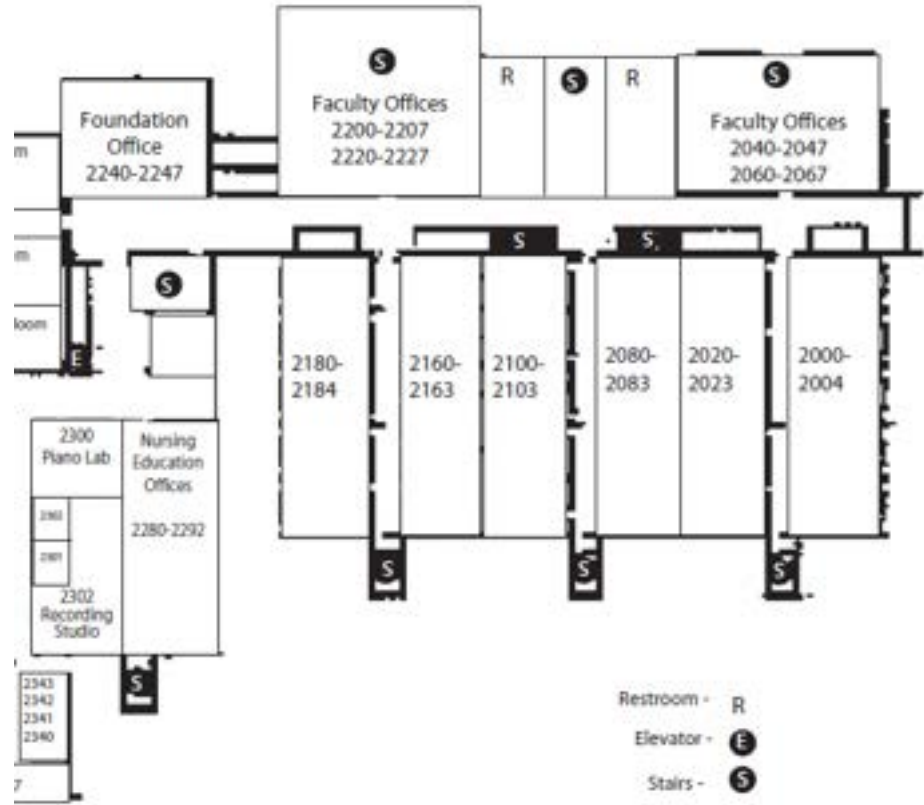 S
Faculty Offices
2200-2207
2220-2227
R
S
R
S
Faculty Offices
2040-2047
2060-2067
Foundation
Office
2240-2247
m
m
S
S
S
E
2180-
2184
2160-
2163
2100-
2103
2080-
2083
2020-
2023
2000-
2004
2300
Piano Lab
Nursing
Education
Offices
2280-2292
2301
2302
Recording
Studio
S
S
S
S
2343
2342
2341
2340
7
Restroom - R
Elevator - E
Stairs - S